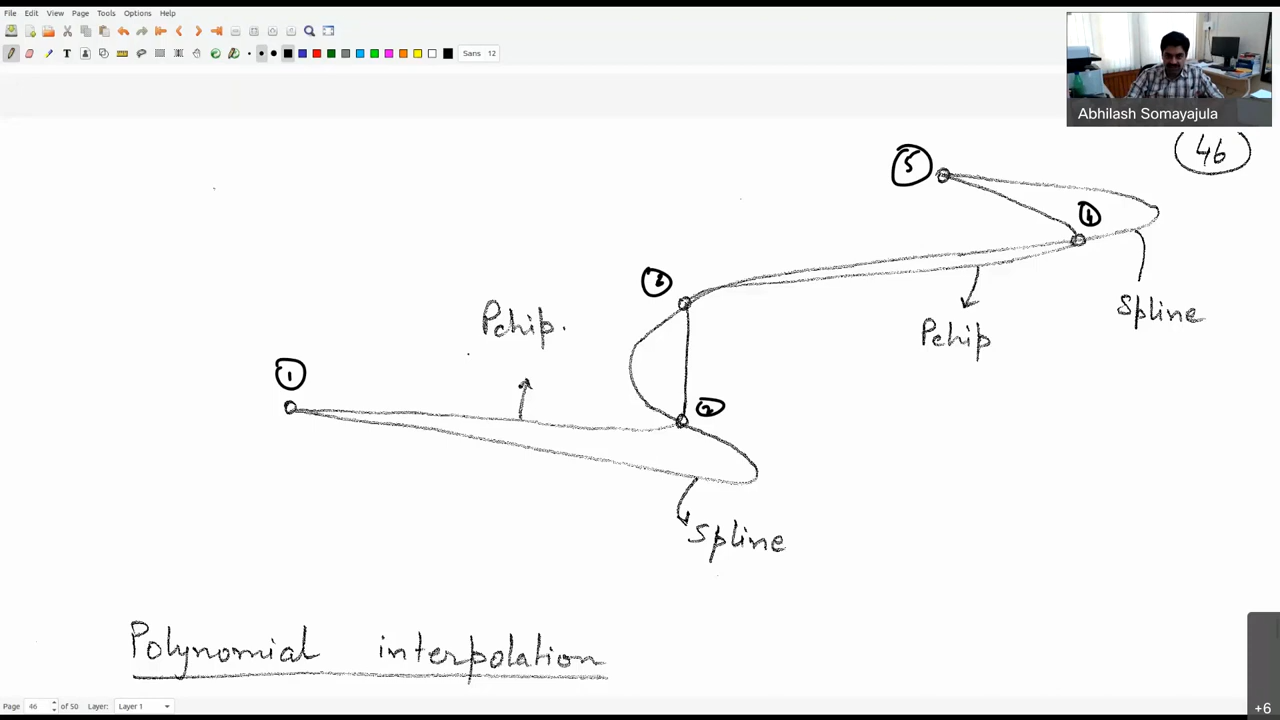 File Edit View Page Tools Options Help
Sans 12
Abhilash Somayajula
46
5
4
3
Pchip.
Spline
Pchip
1
2
Spline
Polynomial interpolation
Page 46 of 50 Layer: Layer 1
+6